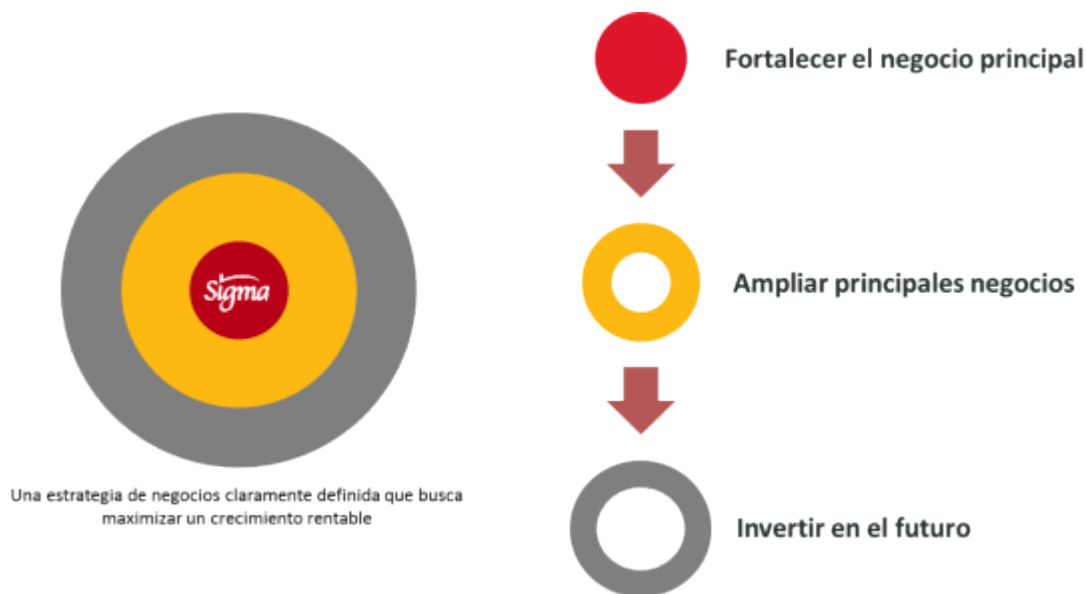 Fortalecer el negocio principal
Sigma
Ampliar principales negocios
Una estrategia de negocios claramente definida que busca
maximizar un crecimiento rentable
Invertir en el futuro